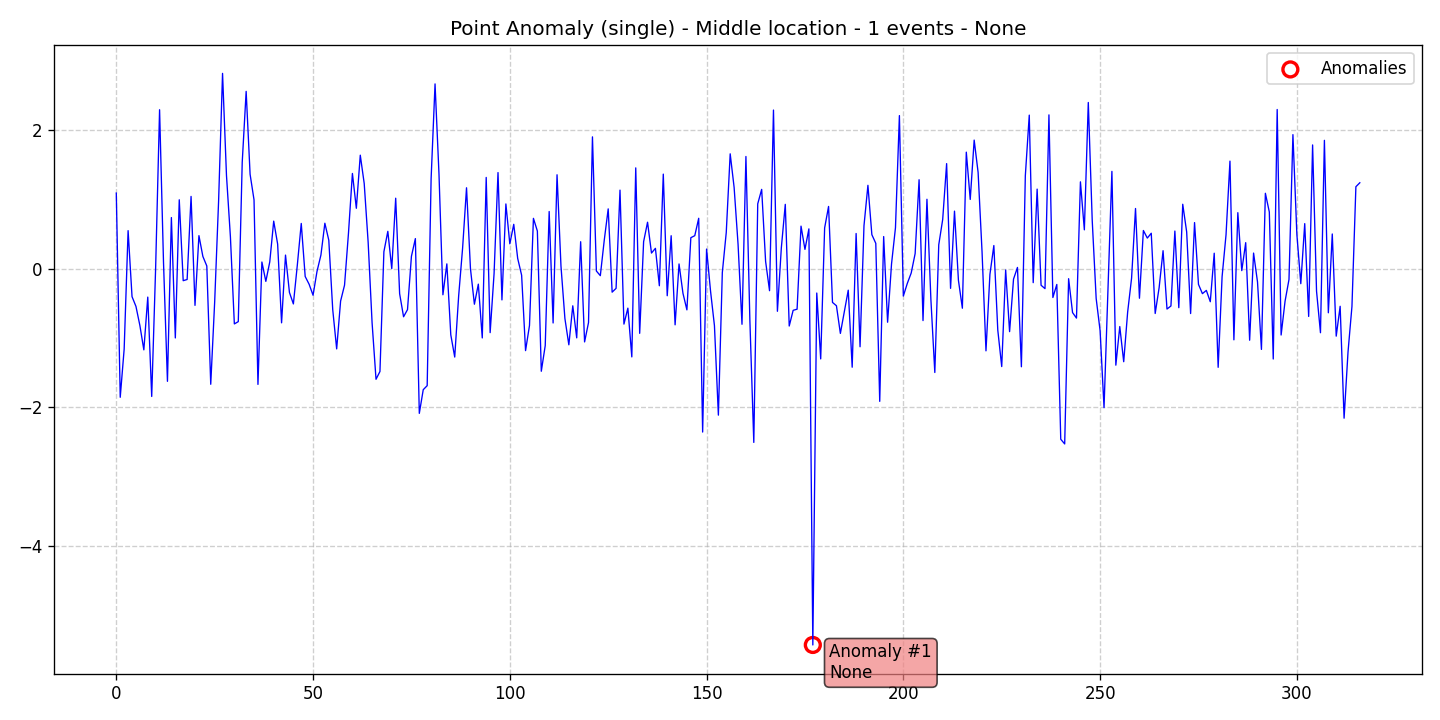 Point Anomaly (single) - Middle location - 1 events - None
Anomalies
2
0
−2
−4
Anomaly #1
None
0 50 100 150 200 250 300